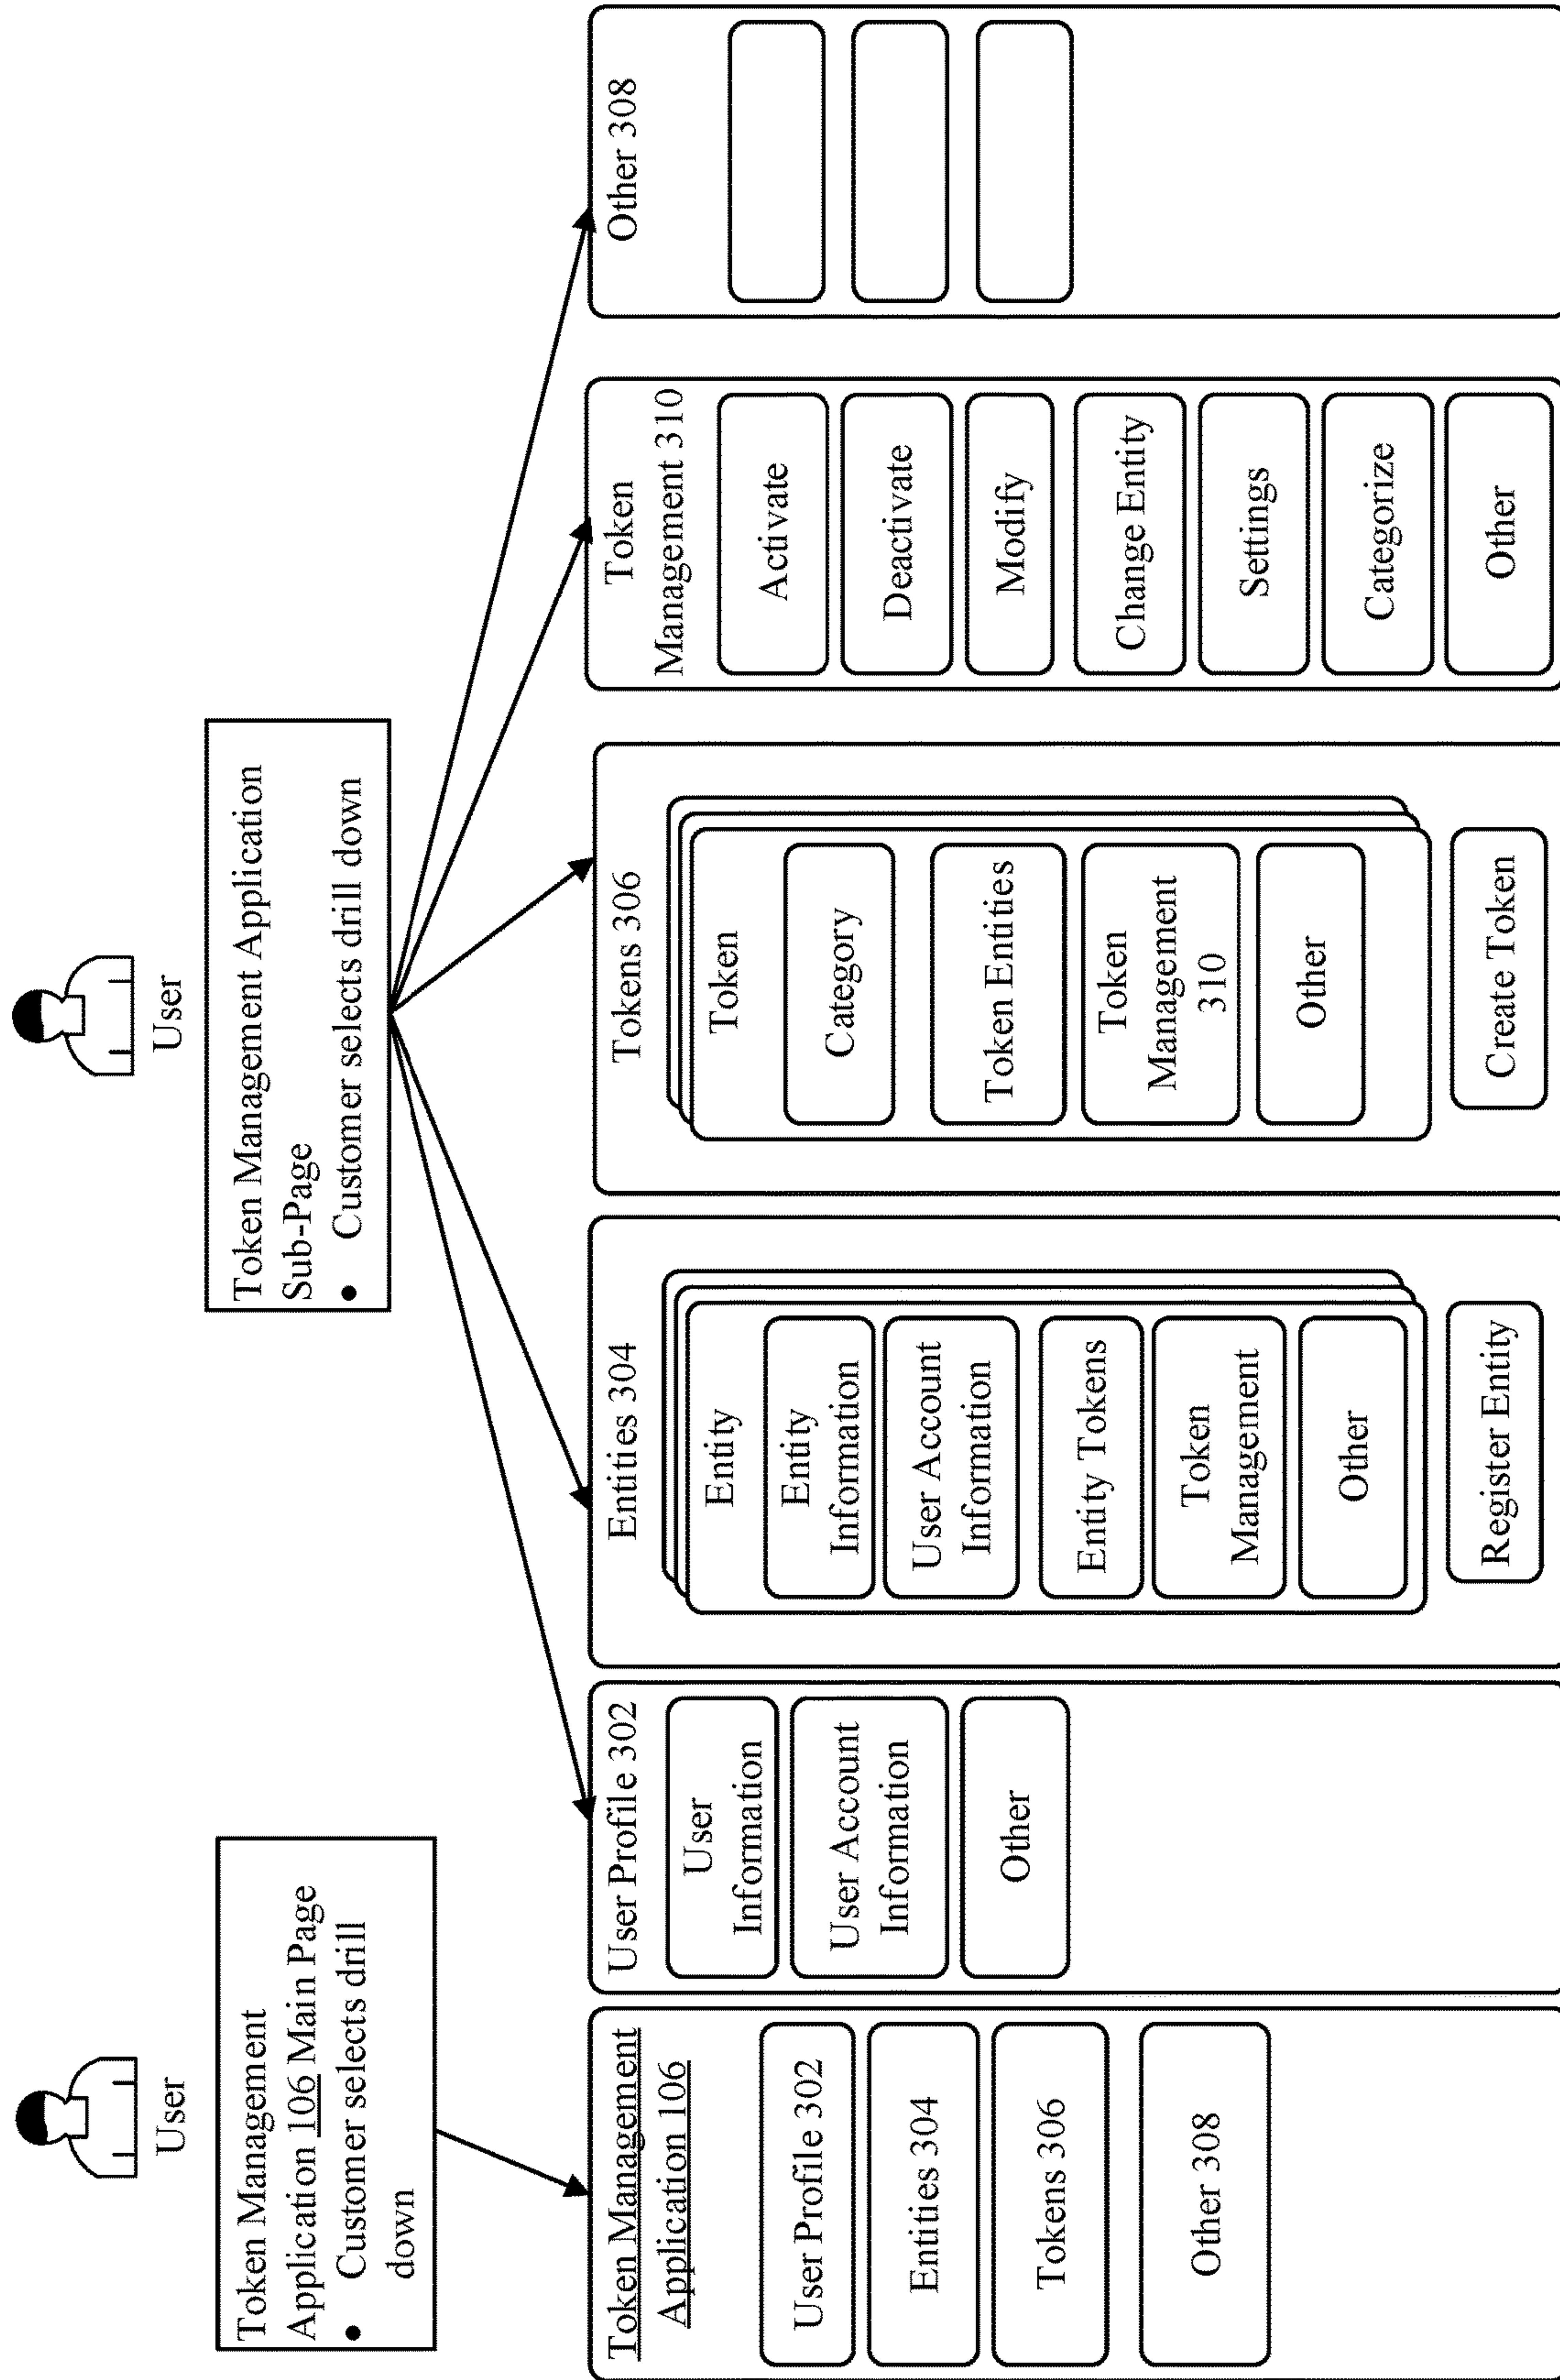 User
Token Management
Application 106 Main Page
• Customer selects drill
down
User
Token Management Application
Sub-Page
• Customer selects drill down
Token Management
Application 106
User Profile 302
Entities 304
Tokens 306
Other 308
User Profile 302
User
Information
User Account
Information
Other
Entities 304
Entity
Entity
Information
User Account
Information
Entity Tokens
Token
Management
Other
Register Entity
Tokens 306
Token
Category
Token Entities
Token
Management
310
Other
Create Token
Token
Management 310
Activate
Deactivate
Modify
Change Entity
Settings
Categorize
Other
Other 308